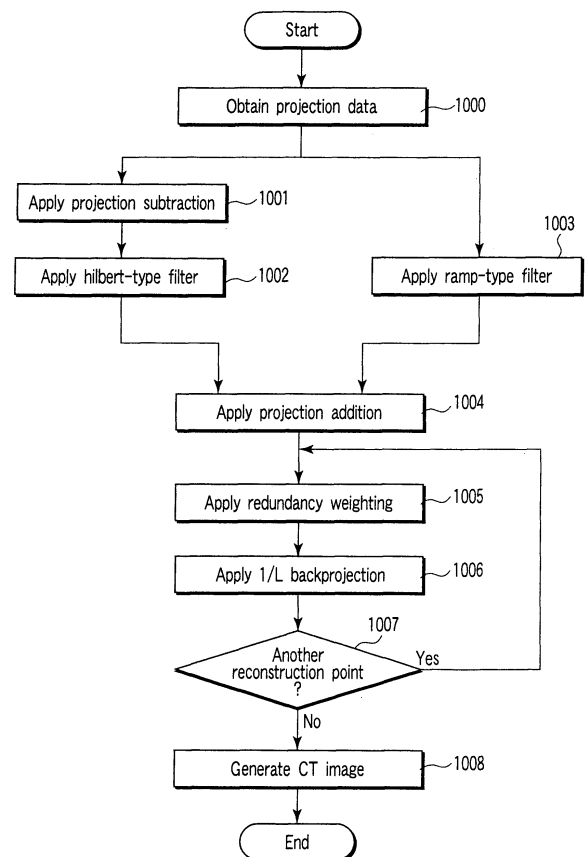 Start
Obtain projection data
1000
Apply projection subtraction
1001
Apply hilbert-type filter
1002
1003
Apply ramp-type filter
Apply projection addition
1004
Apply redundancy weighting
1005
Apply 1/L backprojection
1006
1007
Another
reconstruction point
?
Yes
No
Generate CT image
1008
End